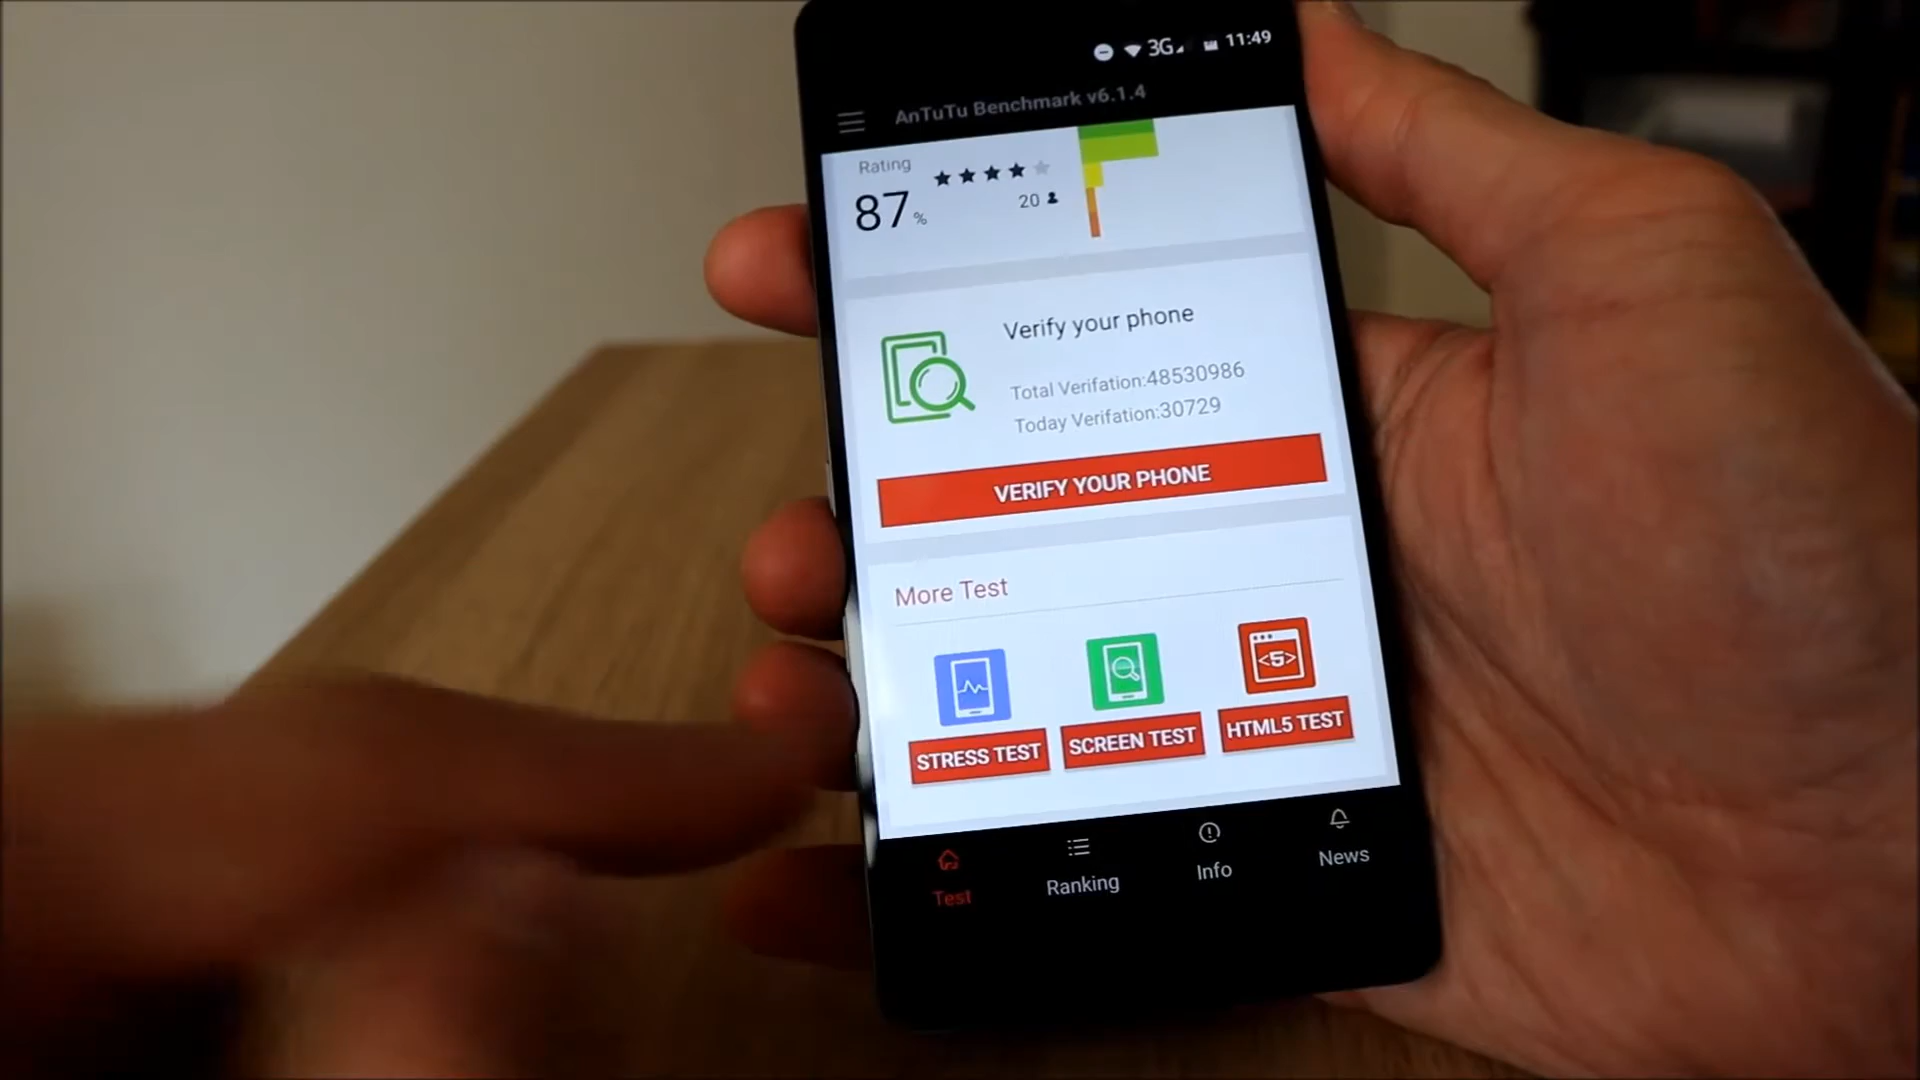 3G 11:49
AnTuTu Benchmark v6.1.4
Rating
87%
20
Verify your phone
Total Verifation:48530986
Today Verifation:30729
VERIFY YOUR PHONE
More Test
<5>
STRESS TEST SCREEN TEST HTML5 TEST
Test Ranking Info News